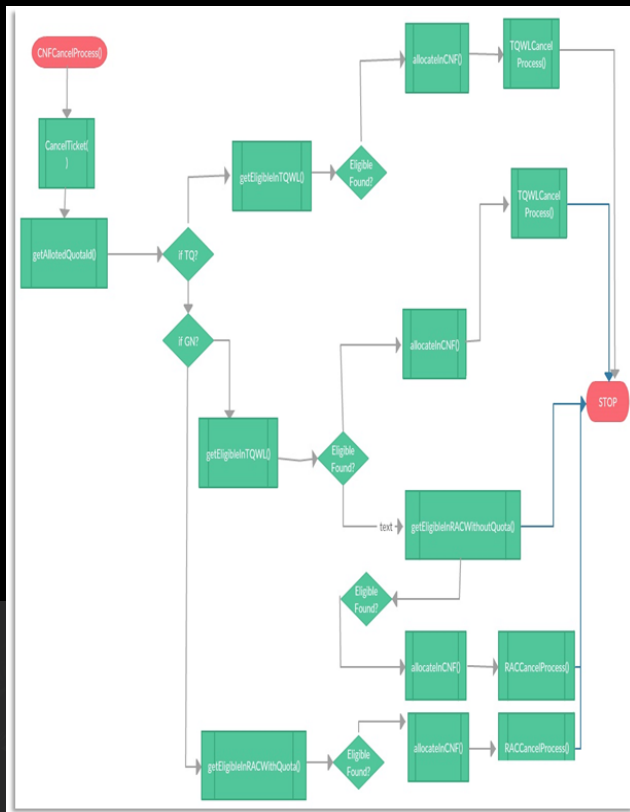 CNFCancelProcess()
CancelTicket(
)
getAllotedQuotaId()
if TQ?
if GN?
getEligibleInTQWL()
Eligible
Found?
allocateInCNF()
TQWLCancel
Process()
getEligibleInTQWL()
Eligible
Found?
allocateInCNF()
TQWLCancel
Process()
STOP
text
getEligibleInRACWithoutQuota()
Eligible
Found?
allocateInCNF()
RACCancelProcess()
getEligibleInRACWithQuota()
Eligible
Found?
allocateInCNF()
RACCancelProcess()